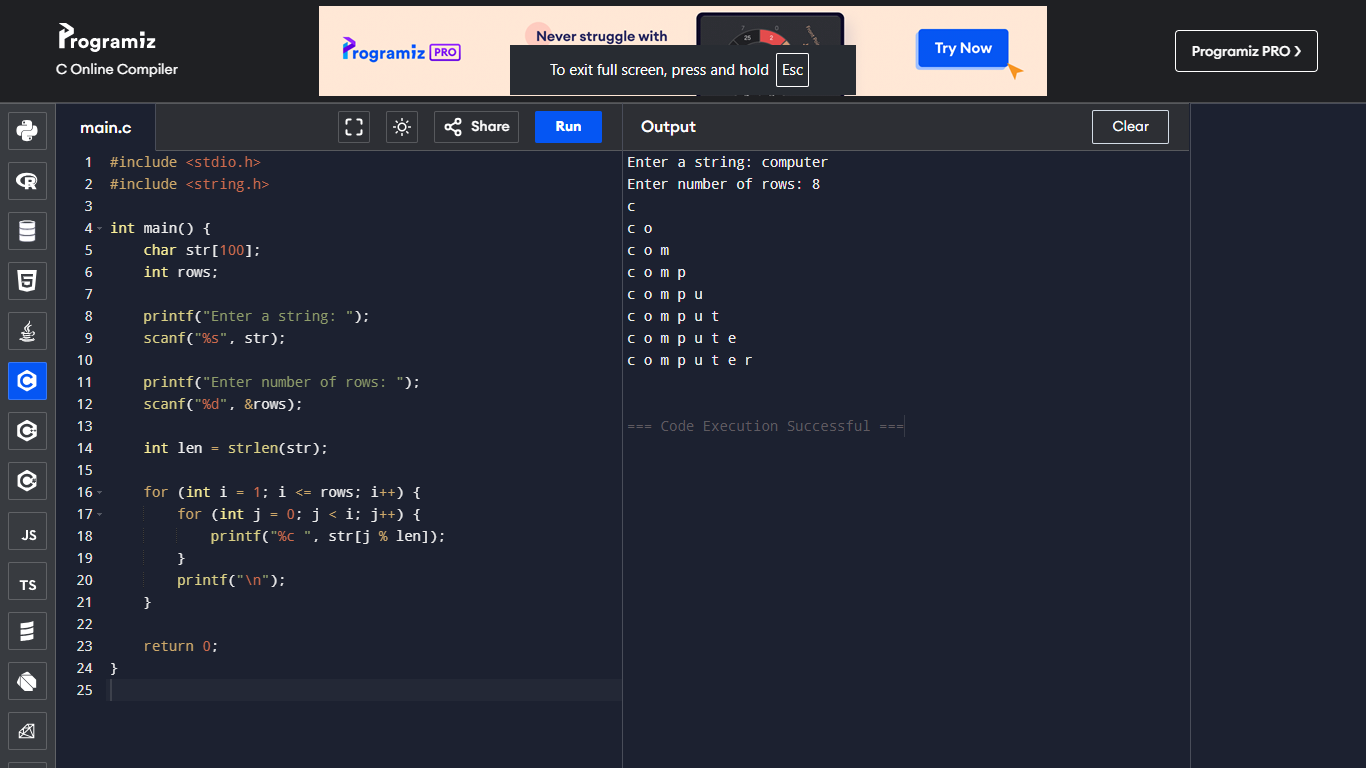 Programiz
C Online Compiler
Programiz PRO
Never struggle with
To exit full screen, press and hold Esc
Try Now
Programiz PRO ❯
main.c
Share
Run
Output
Clear
1 #include <stdio.h>
2 #include <string.h>
3
4 int main() {
5     char str[100];
6     int rows;
7
8     printf("Enter a string: ");
9     scanf("%s", str);
10
11     printf("Enter number of rows: ");
12     scanf("%d", &rows);
13
14     int len = strlen(str);
15
16     for (int i = 1; i <= rows; i++) {
17         for (int j = 0; j < i; j++) {
18             printf("%c ", str[j % len]);
19         }
20         printf("\n");
21     }
22
23     return 0;
24 }
25
Enter a string: computer
Enter number of rows: 8
c
c o
c o m
c o m p
c o m p u
c o m p u t
c o m p u t e
c o m p u t e r
=== Code Execution Successful ===
R
5
C
C
C
JS
TS